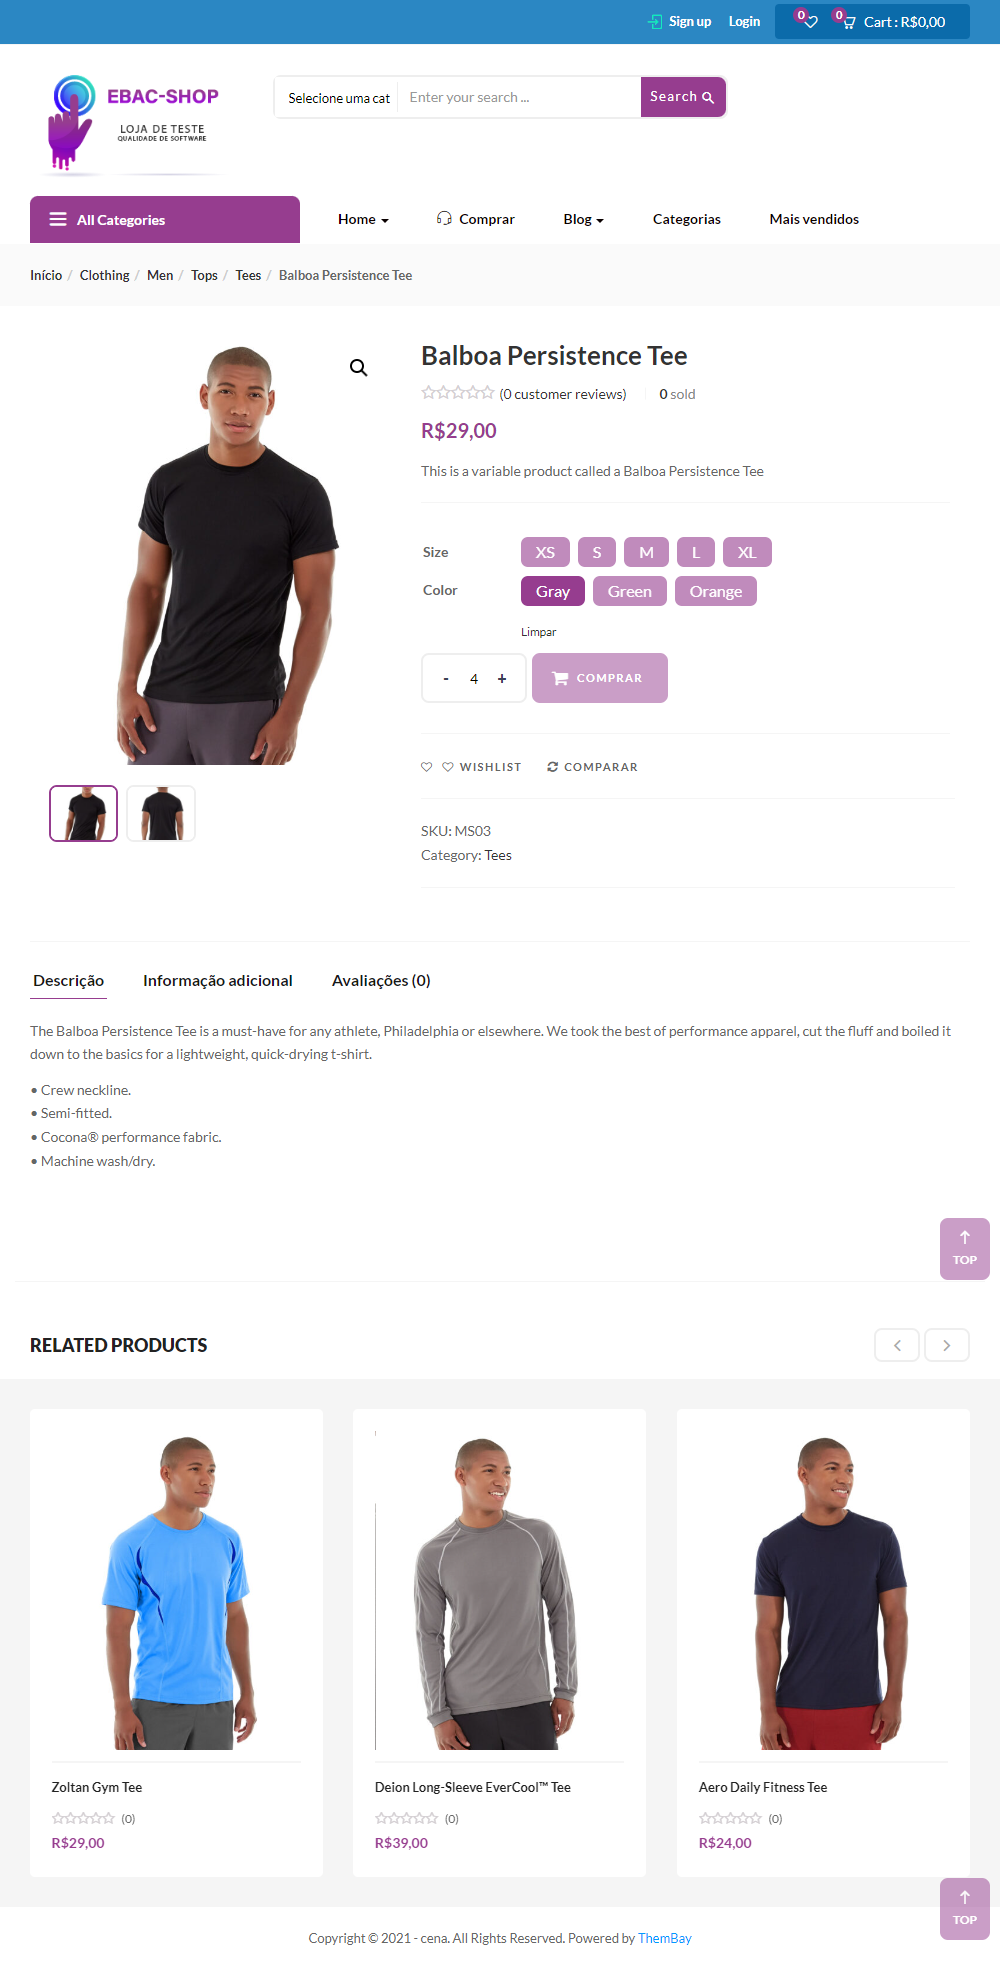 Sign up Login 0 0 Cart : R$0,00
EBAC-SHOP
LOJA DE TESTE
QUALIDADE DE SOFTWARE
Selecione uma cat Enter your search ... Search
All Categories Home Comprar Blog Categorias Mais vendidos
Início / Clothing / Men / Tops / Tees / Balboa Persistence Tee
Balboa Persistence Tee
(0 customer reviews) 0 sold
R$29,00
This is a variable product called a Balboa Persistence Tee
Size XS S M L XL
Color Gray Green Orange
Limpar
- 4 + COMPRAR
WISHLIST COMPARAR
SKU: MS03
Category: Tees
Descrição Informação adicional Avaliações (0)
The Balboa Persistence Tee is a must-have for any athlete, Philadelphia or elsewhere. We took the best of performance apparel, cut the fluff and boiled it
down to the basics for a lightweight, quick-drying t-shirt.
• Crew neckline.
• Semi-fitted.
• Cocona® performance fabric.
• Machine wash/dry.
TOP
RELATED PRODUCTS
Zoltan Gym Tee
(0)
R$29,00
Deion Long-Sleeve EverCool™ Tee
(0)
R$39,00
Aero Daily Fitness Tee
(0)
R$24,00
TOP
Copyright © 2021 - cena. All Rights Reserved. Powered by ThemBay